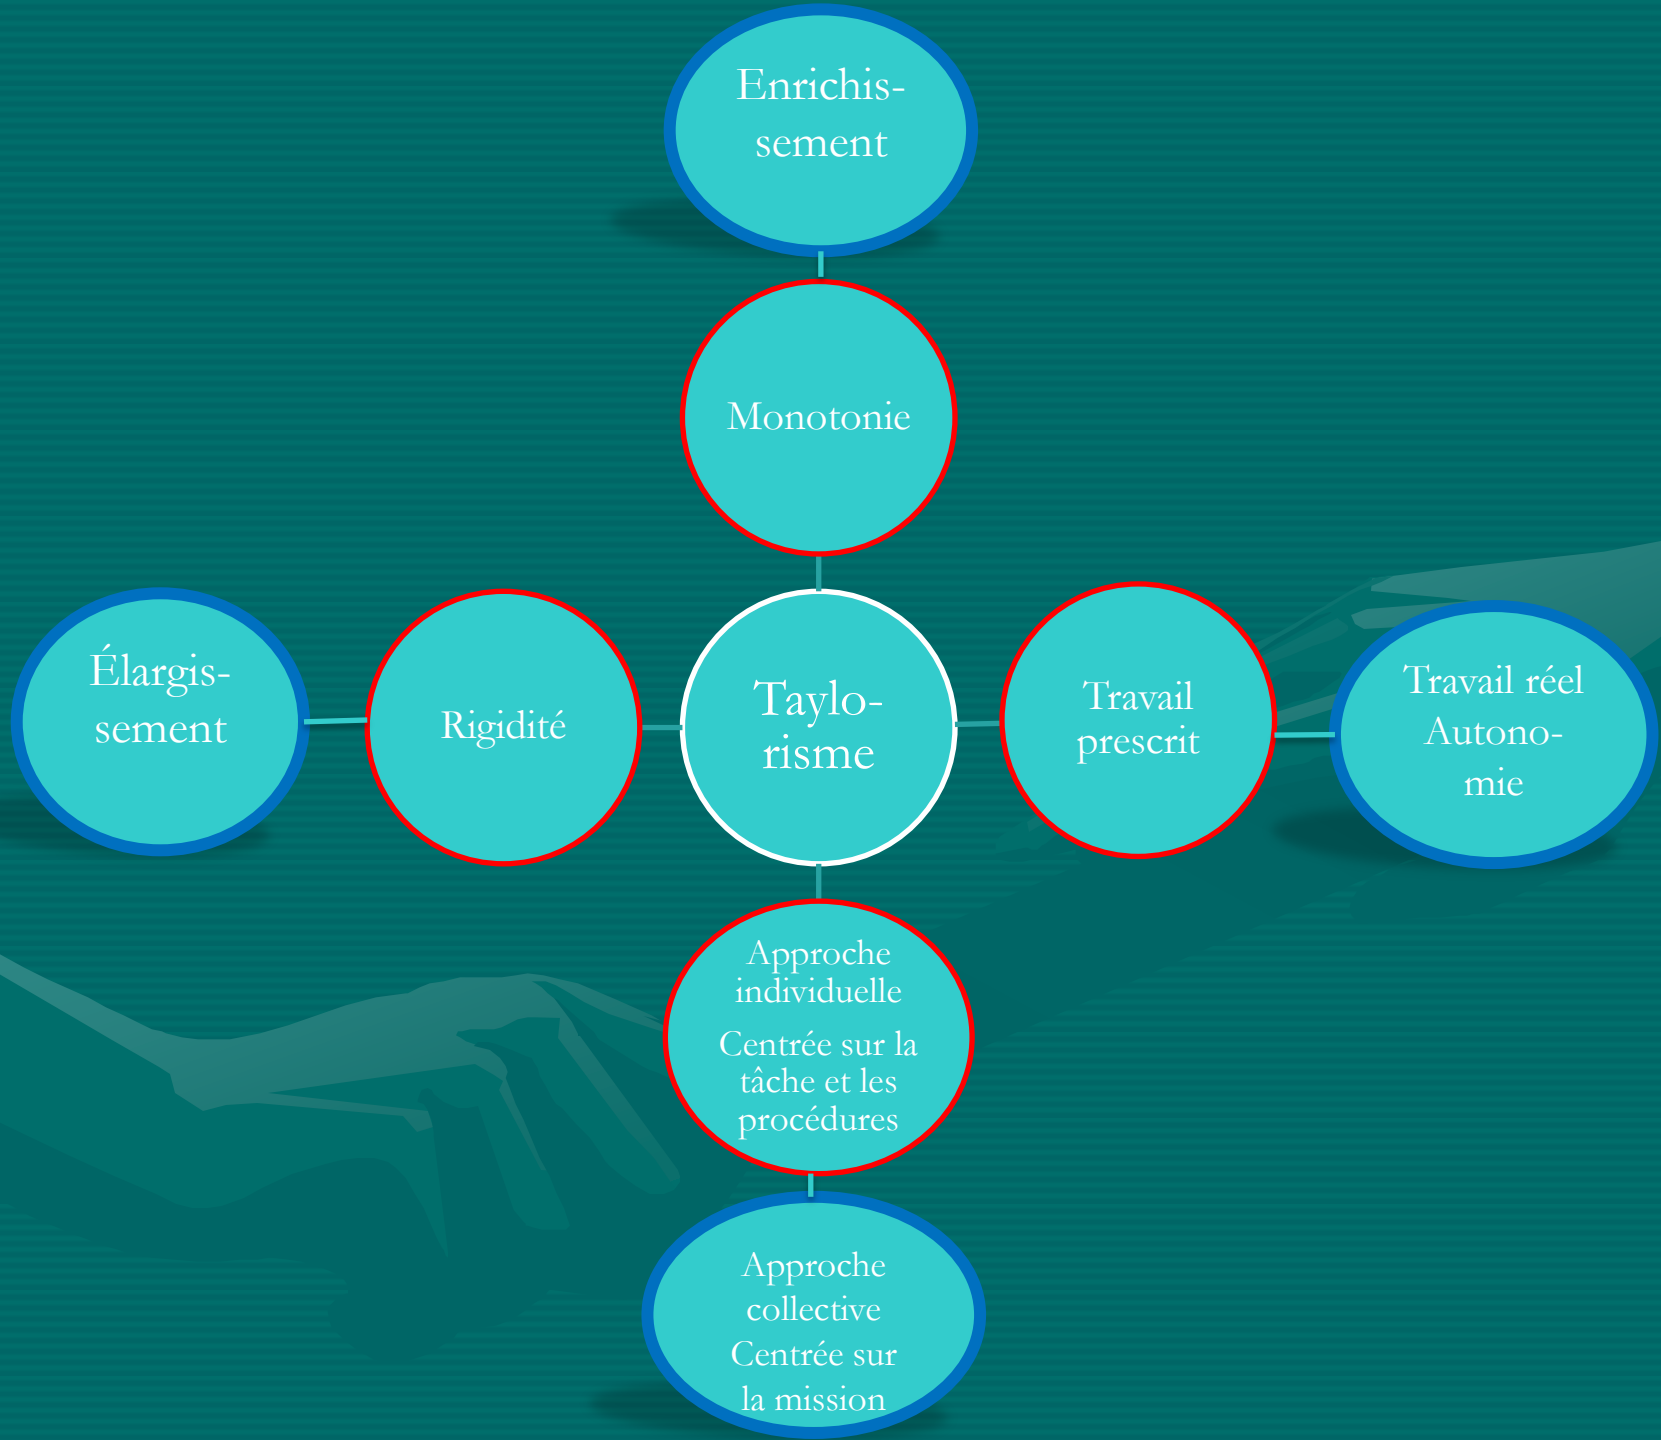 Enrichis-
sement
Monotonie
Élargis-
sement
Rigidité
Taylo-
risme
Travail
prescrit
Travail réel
Autono-
mie
Approche
individuelle
Centrée sur la
tâche et les
procédures
Approche
collective
Centrée sur
la mission